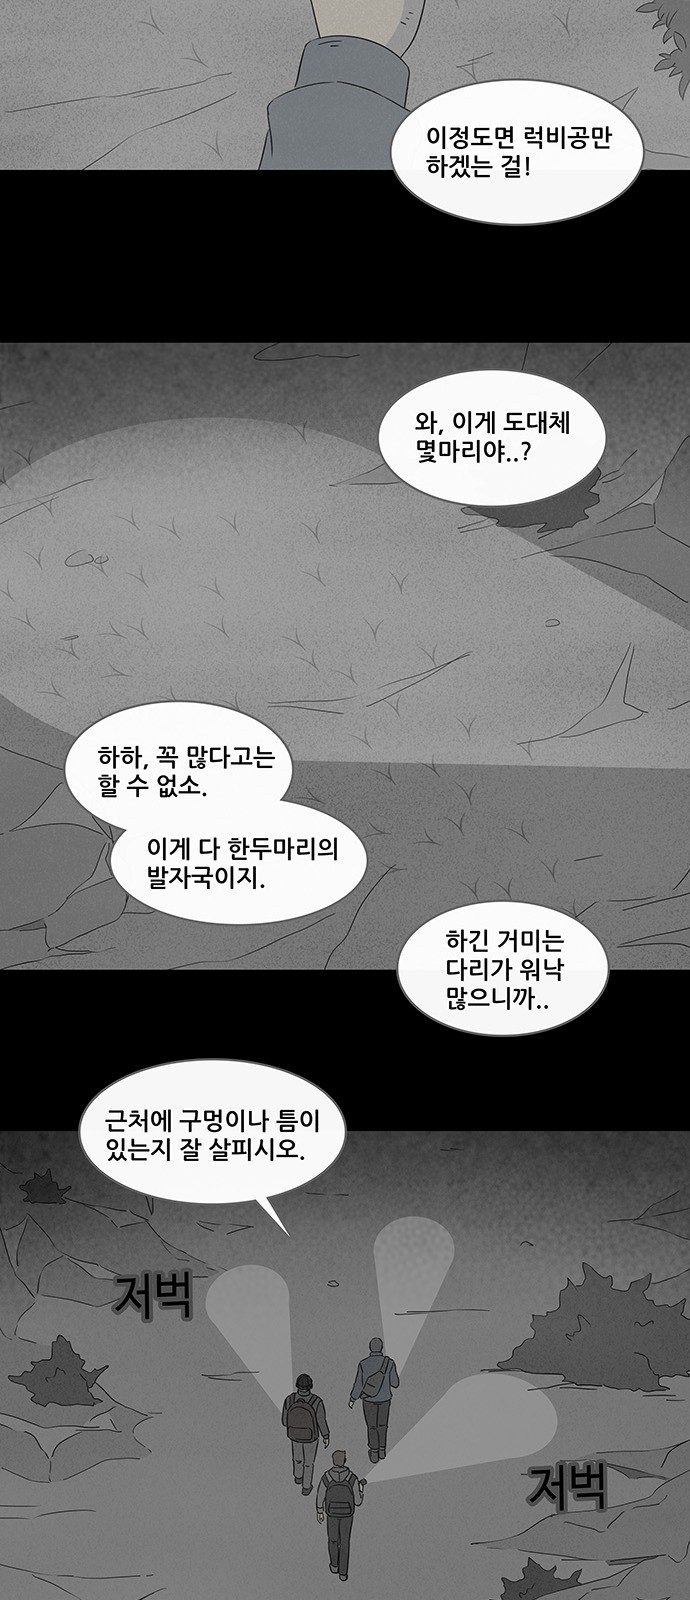 이정도면 럭비공만
하겠는 걸!
와, 이게 도대체
몇마리야..?
하하, 꼭 많다고는
할 수 없소.
이게 다 한두마리의
발자국이지.
하긴 거미는
다리가 워낙
많으니까..
근처에 구멍이나 틈이
있는지 잘 살피시오.
저벅
저벅